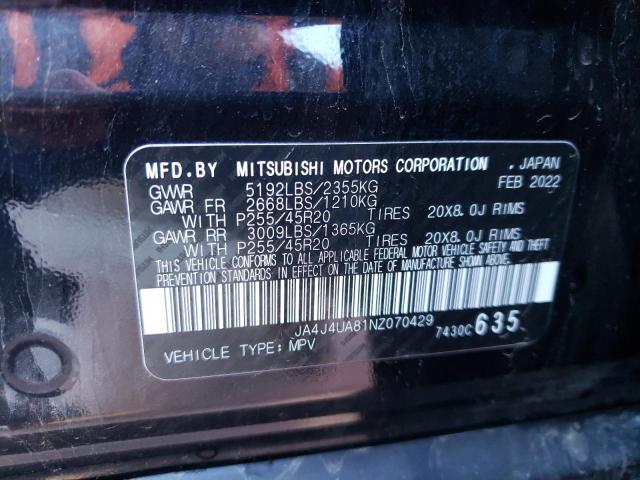 MFD.BY MITSUBISHI MOTORS CORPORATION , JAPAN
GVWR 5192LBS/2355KG FEB 2022
GAWR FR 2668LBS/1210KG
WITH P255/45R20 TIRES 20X8.0J RIMS
GAWR RR 3009LBS/1365KG
WITH P255/45R20 TIRES 20X8.0J RIMS
THIS VEHICLE CONFORMS TO ALL APPLICABLE FEDERAL MOTOR VEHICLE SAFETY AND THEFT
PREVENTION STANDARDS IN EFFECT ON THE DATE OF MANUFACTURE SHOWN ABOVE.
JA4J4UA81NZ070429 7430C 635
VEHICLE TYPE: MPV